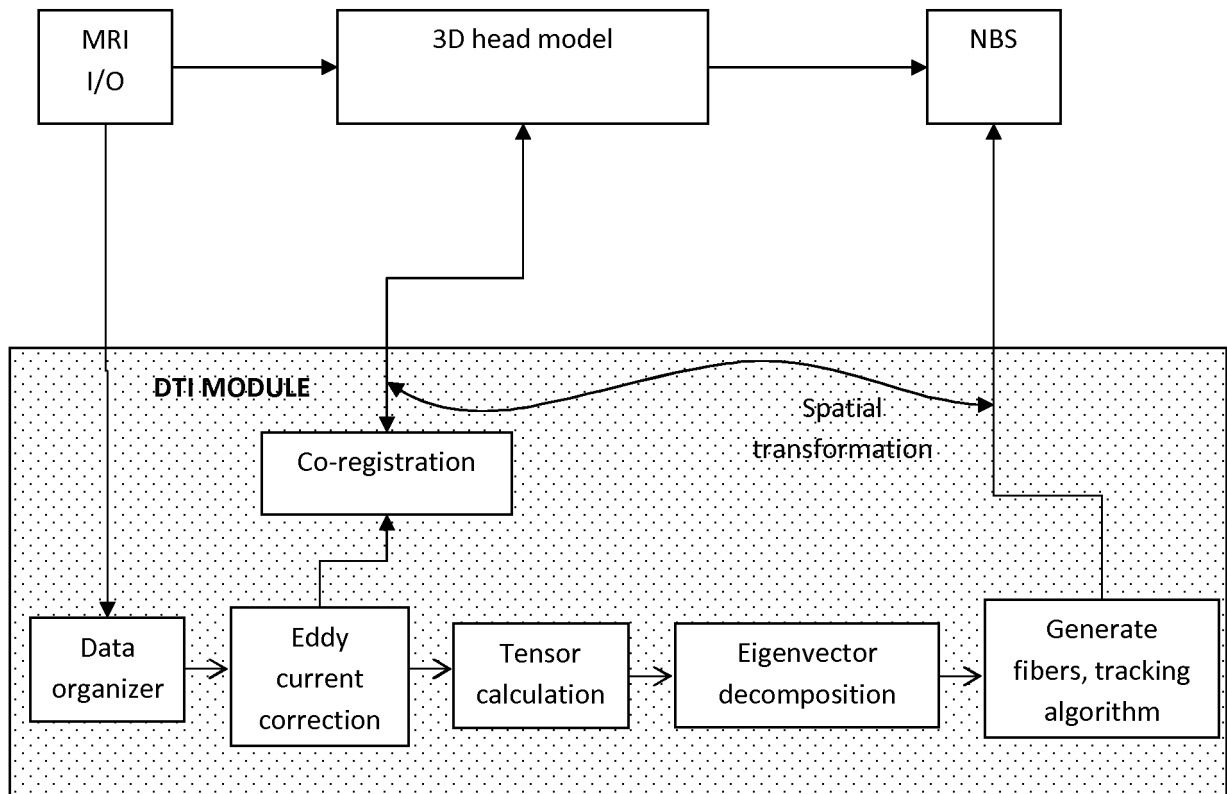 MRI
I/O
3D head model
NBS
DTI MODULE
Spatial
transformation
Co-registration
Data
organizer
Eddy
current
correction
Tensor
calculation
Eigenvector
decomposition
Generate
fibers, tracking
algorithm